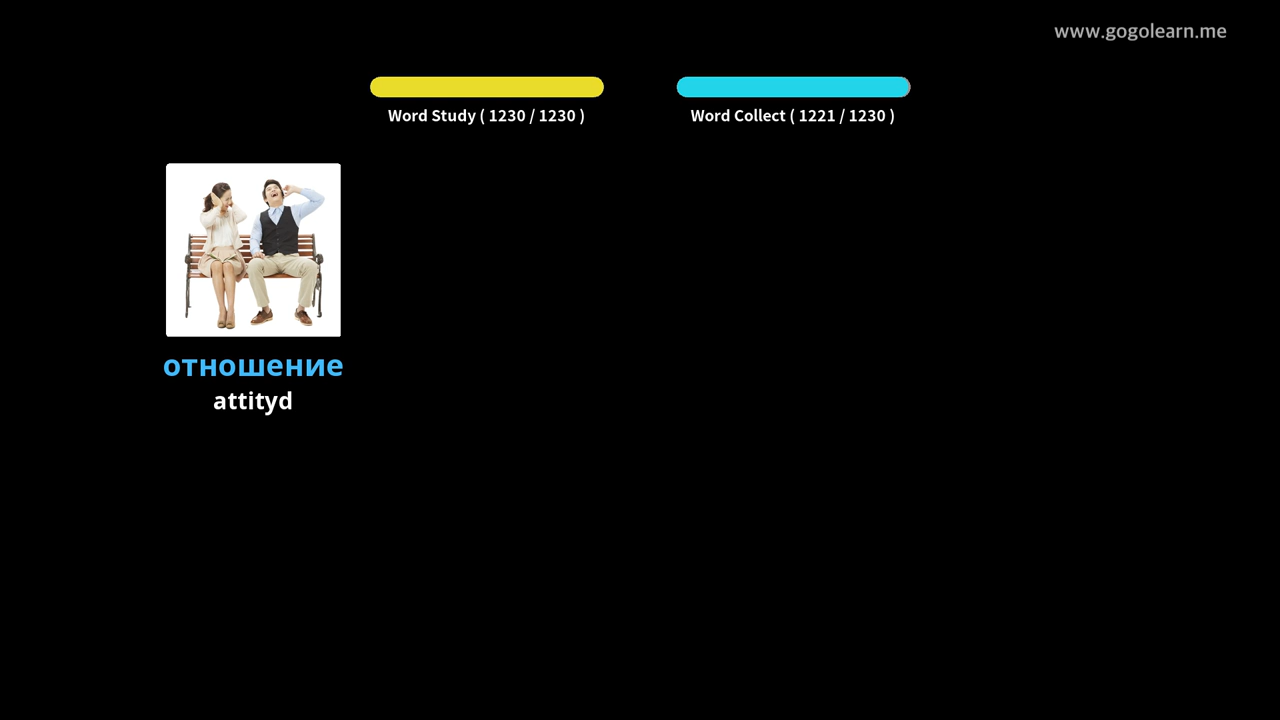 www.gogolearn.me
Word Study ( 1230 / 1230 )
Word Collect ( 1221 / 1230 )
отношение
attityd